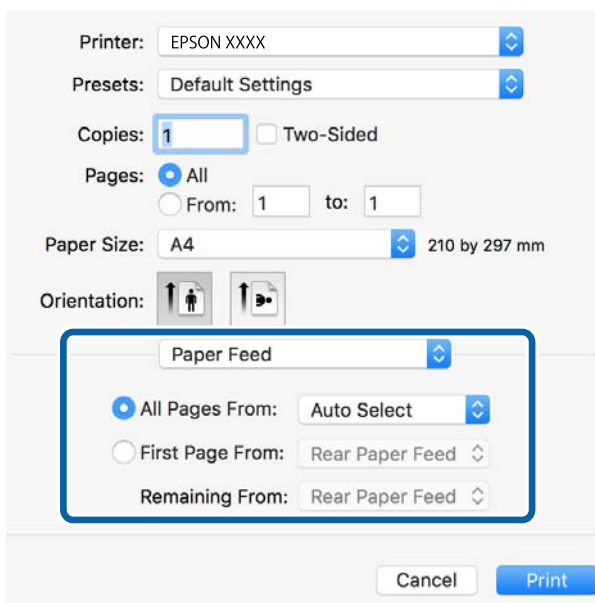 Printer: EPSON XXXX
Presets: Default Settings
Copies: 1 Two-Sided
Pages: All
From: 1 to: 1
Paper Size: A4 210 by 297 mm
Orientation:
Paper Feed
All Pages From: Auto Select
First Page From: Rear Paper Feed
Remaining From: Rear Paper Feed
Cancel Print